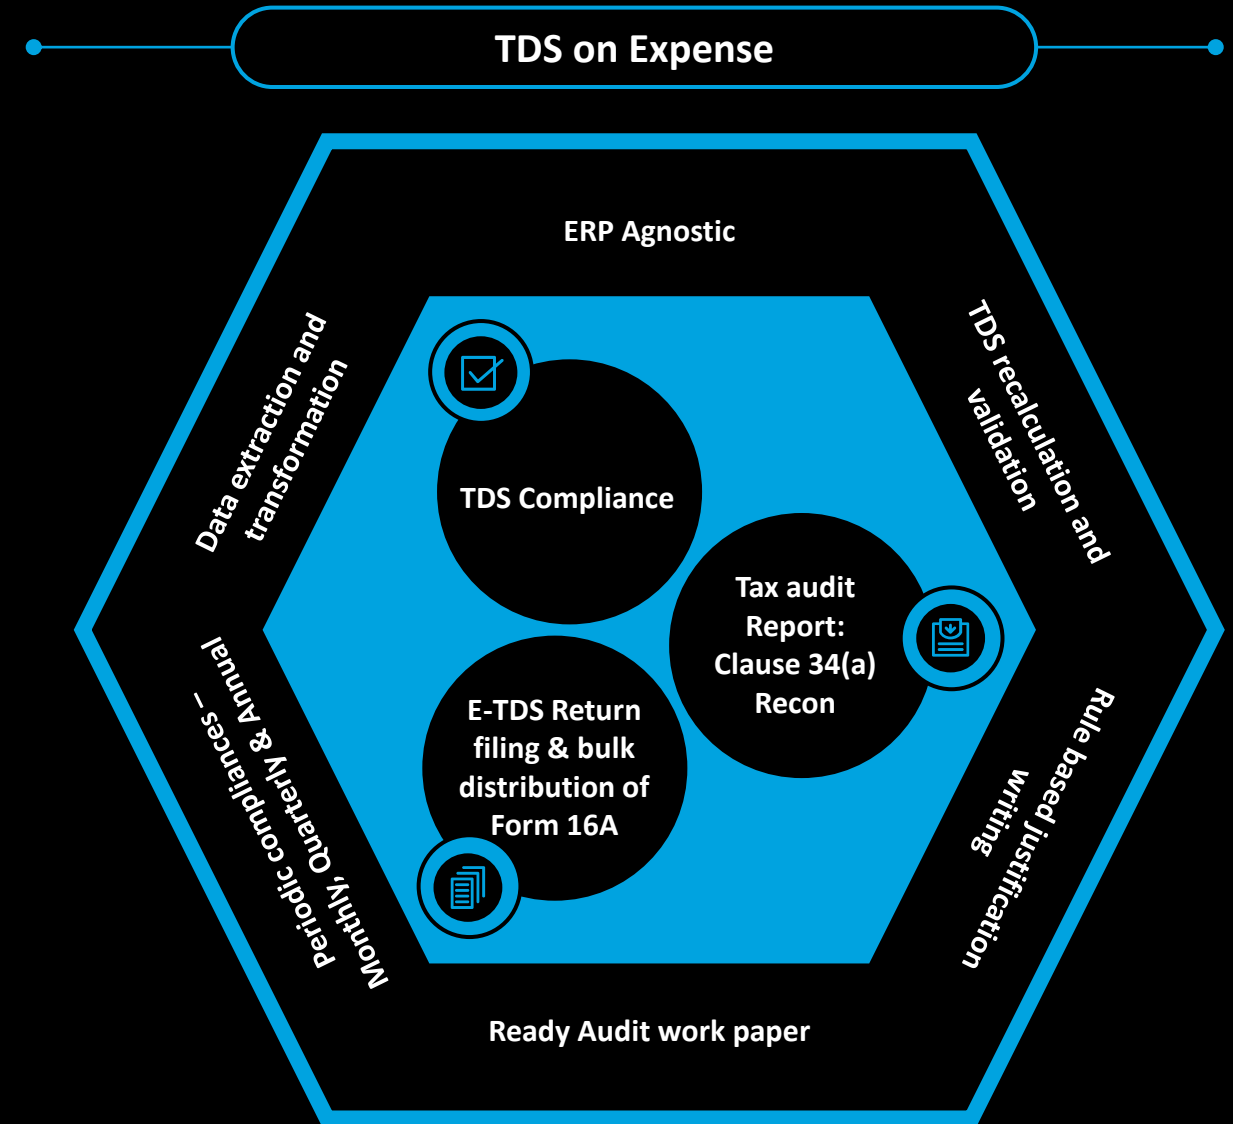 TDS on Expense
ERP Agnostic
Data extraction and
transformation
TDS recalculation and
validation
TDS Compliance
Tax audit
Report:
Clause 34(a)
Recon
E-TDS Return
filing & bulk
distribution of
Form 16A
Periodic compliances –
Monthly, Quarterly & Annual
Rule based justification
writing
Ready Audit work paper